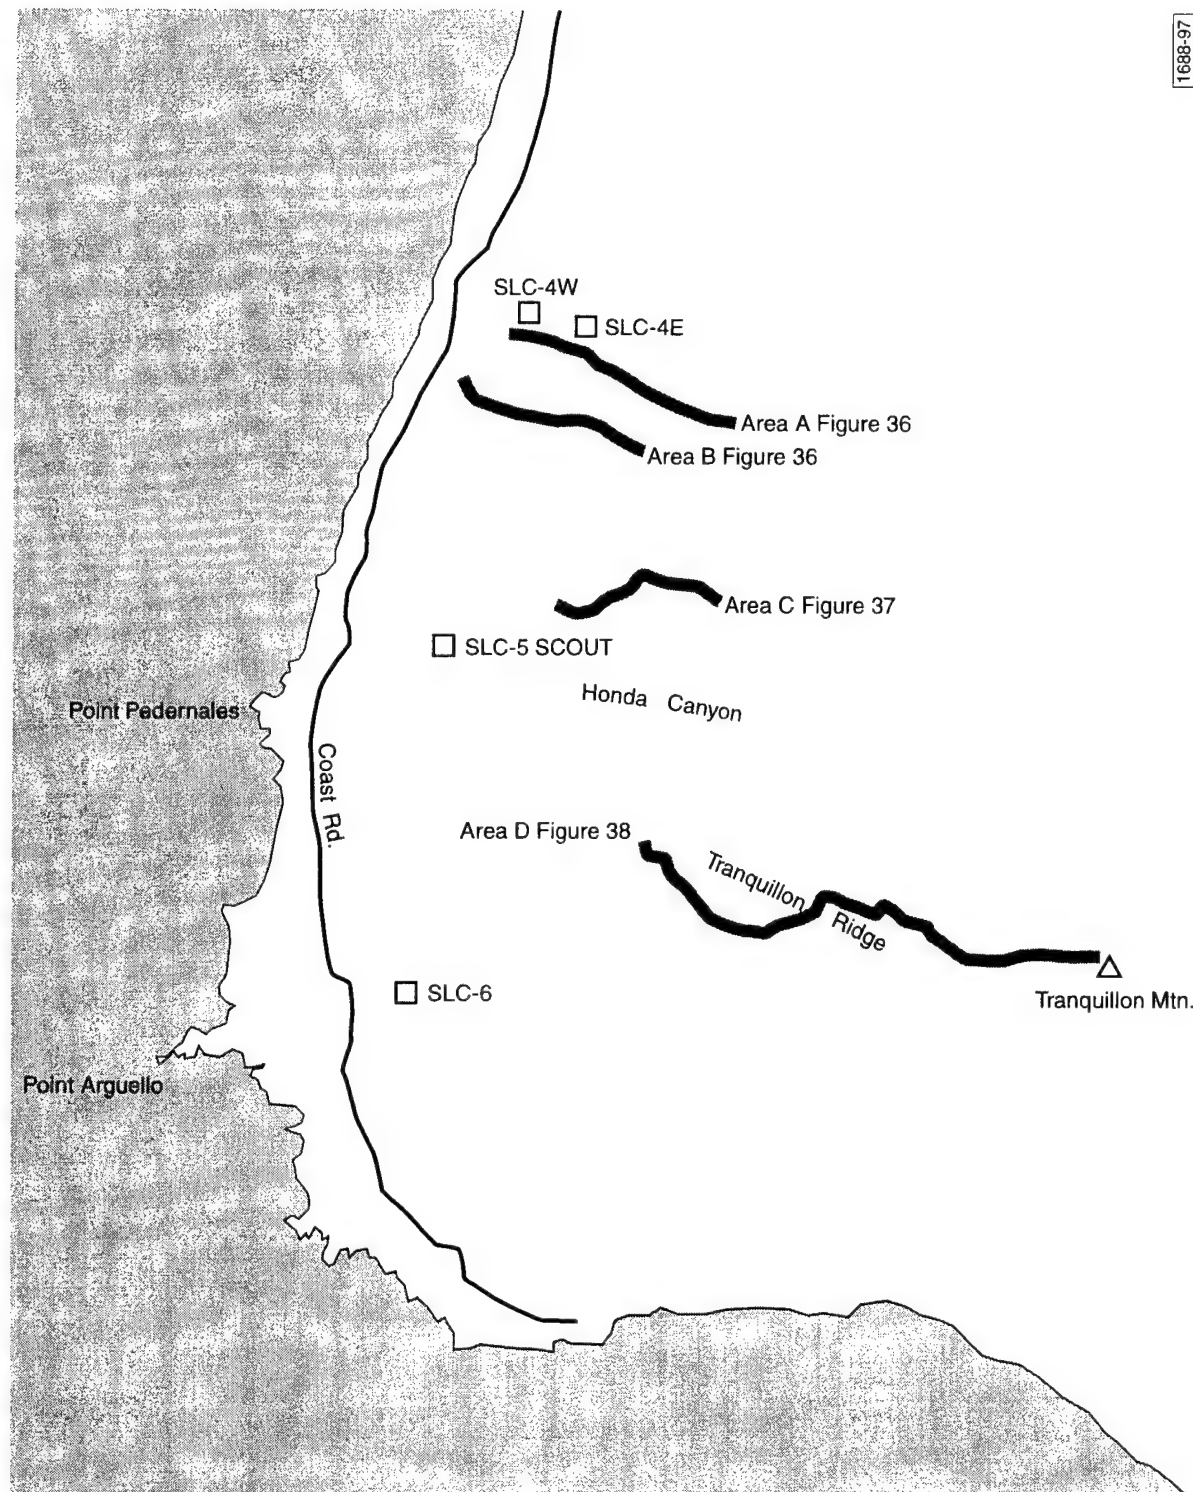 1688-97
SLC-4W
SLC-4E
Area A Figure 36
Area B Figure 36
Area C Figure 37
SLC-5 SCOUT
Honda Canyon
Point Pedernales
Coast Rd.
Area D Figure 38
Tranquillon
Ridge
SLC-6
Tranquillon Mtn.
Point Arguello